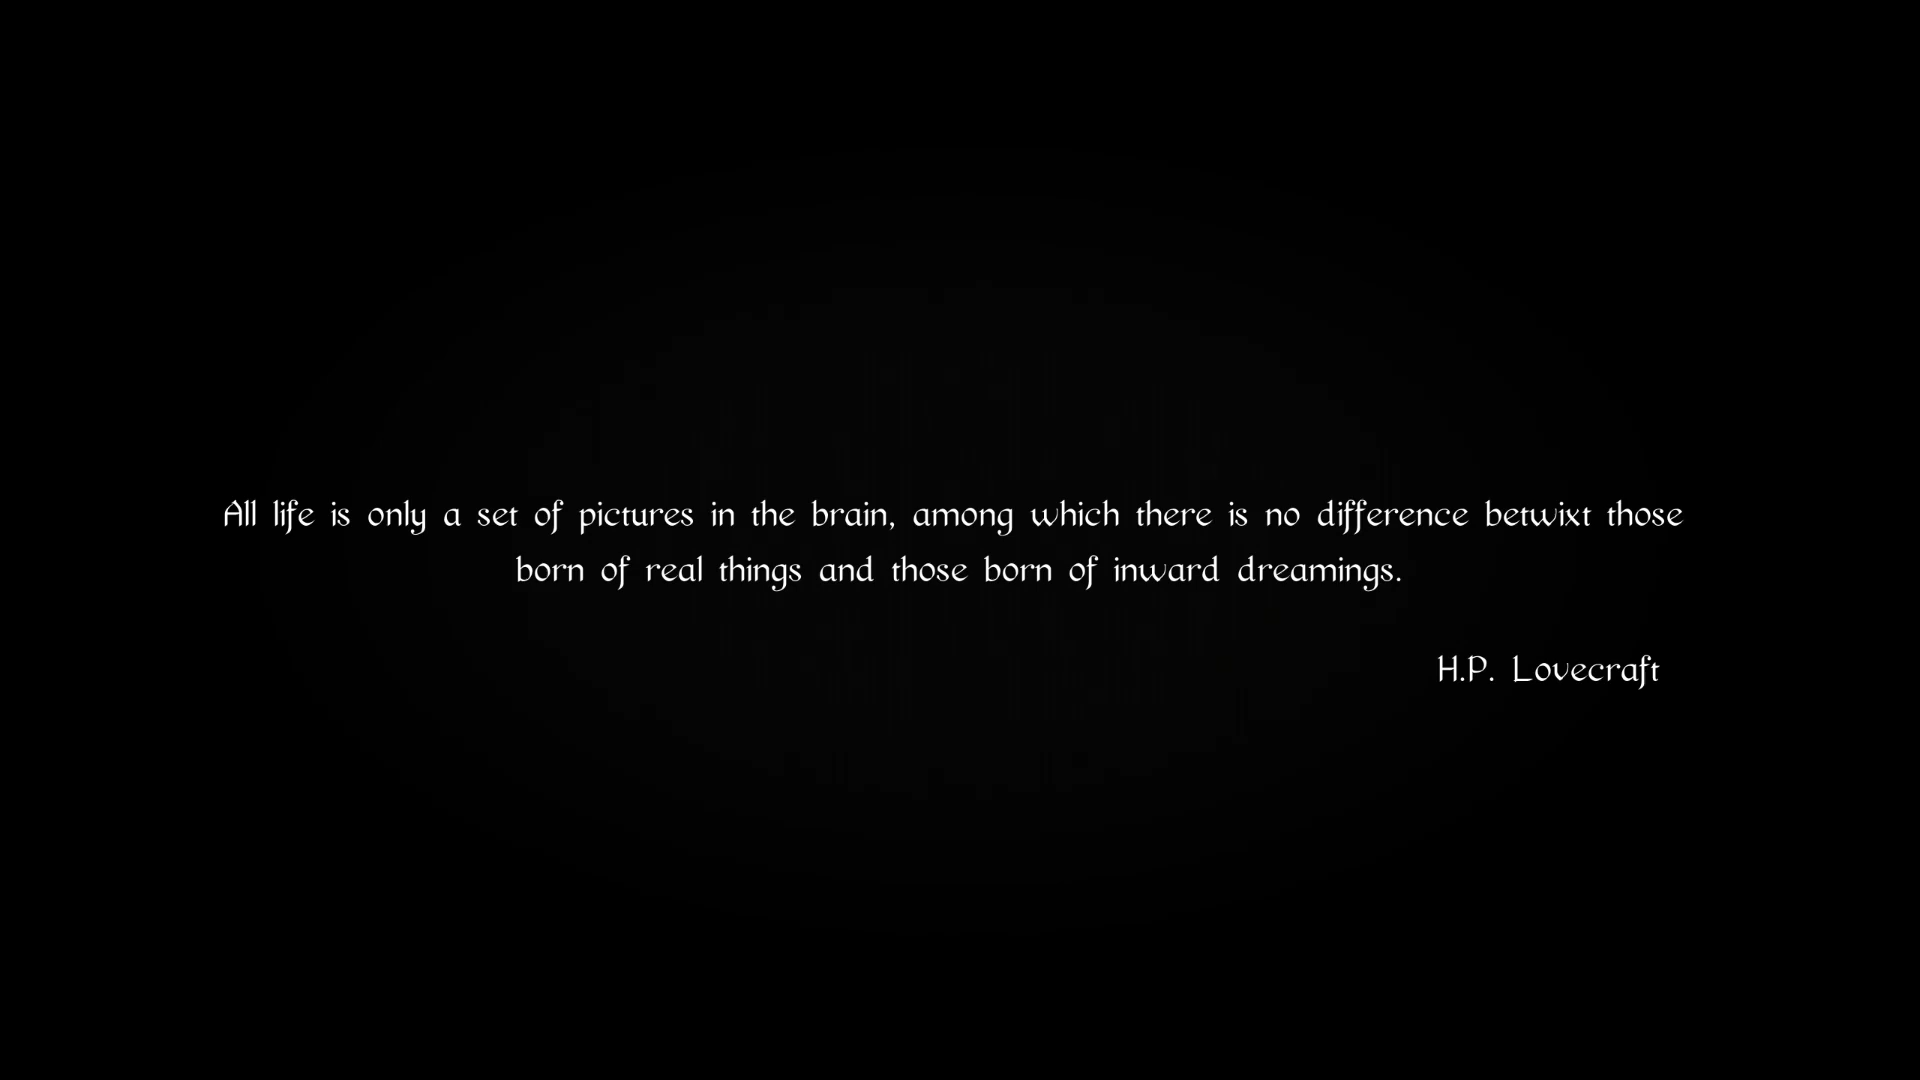 All life is only a set of pictures in the brain, among which there is no difference betwixt those
born of real things and those born of inward dreamings.
H.P. Lovecraft